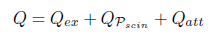 $Q = Q_{ex} + Q_{\mathcal{P}_{scin}} + Q_{att}$